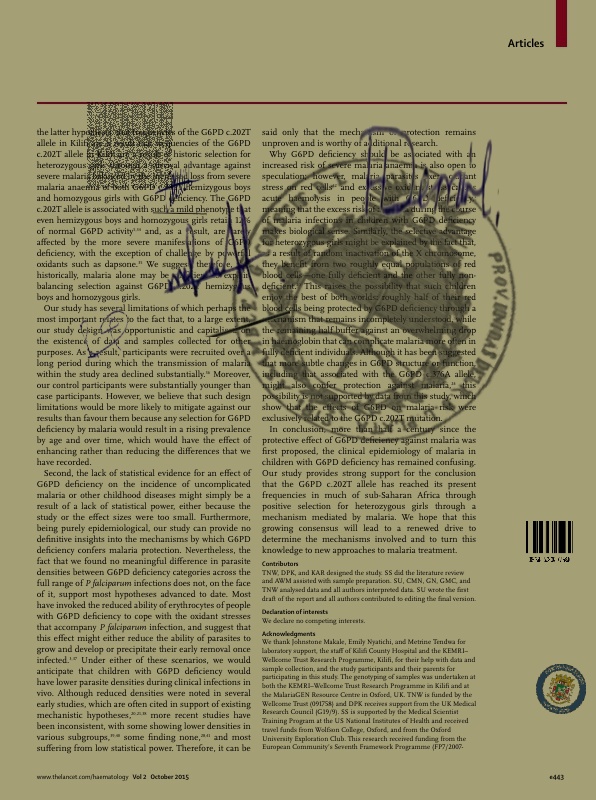 Articles
the latter hypothesis, that frequencies of the G6PD c.202T
allele in Kilifi are a result of historic selection for
heterozygous girls through a survival advantage against
severe malaria
malaria anaemia of both G6PD c.202T hemizygous boys
and homozygous girls with G6PD deficiency. The G6PD
c.202T allele is associated with such a mild phenotype that
even hemizygous boys and homozygous girls retain 12%
of normal G6PD activity and, as a result, are
affected by the more severe manifestations of G6PD
deficiency, with the exception of challenge by powerful
oxidants such as dapsone. We suggest, therefore,
historically, malaria alone may be sufficient to explain
balancing selection against G6PD c.202T hemizygous
boys and homozygous girls.
Our study has several limitations of which perhaps the
most important relates to the fact that, to a large extent,
our study design was opportunistic and capitalised on
the existence of data and samples collected for other
purposes. As a result, participants were recruited over a
long period during which the transmission of malaria
within the study area declined substantially. Moreover,
our control participants were substantially younger than
case participants. However, we believe that such design
limitations would be more likely to mitigate against our
results than favour them because any selection for G6PD
deficiency by malaria would result in a rising prevalence
by age and over time, which would have the effect of
enhancing rather than reducing the differences that we
have recorded.
Second, the lack of statistical evidence for an effect of
G6PD deficiency on the incidence of uncomplicated
malaria or other childhood diseases might simply be a
result of a lack of statistical power, either because the
study or the effect sizes were too small. Furthermore,
being purely epidemiological, our study can provide no
definitive insights into the mechanisms by which G6PD
deficiency confers malaria protection. Nevertheless, the
fact that we found no meaningful difference in parasite
densities between G6PD deficiency categories across the
full range of P falciparum infections does not, on the face
of it, support most hypotheses advanced to date. Most
have invoked the reduced ability of erythrocytes of people
with G6PD deficiency to cope with the oxidant stresses
that accompany P falciparum infection, and suggest that
this effect might either reduce the ability of parasites to
grow and develop or precipitate their early removal once
infected. Under either of these scenarios, we would
anticipate that children with G6PD deficiency would
have lower parasite densities during clinical infections in
vivo. Although reduced densities were noted in several
early studies, which are often cited in support of existing
mechanistic hypotheses, more recent studies have
been inconsistent, with some showing lower densities in
various subgroups, some finding none, and most
suffering from low statistical power. Therefore, it can be
said only that the mechanism of protection remains
unproven and is worthy of additional research.
Why G6PD deficiency should be associated with an
increased risk of severe malaria anaemia is also open to
speculation; however, malaria parasites are
stress on red cells and
acute haemolysis in people with G6PD deficiency,
meaning that the excess risk of during the course
of malaria infections in children with G6PD deficiency
makes biological sense. Similarly, the selective advantage
for heterozygous girls might be explained by the fact that,
as a result of random inactivation of the X chromosome,
they benefit from two roughly equal populations of red
blood cells—one fully deficient and the other fully non-
deficient. This raises the possibility that such children
enjoy the best of both worlds: roughly half of their red
blood cells being protected by G6PD deficiency through a
mechanism that remains incompletely understood, while
the remaining half buffer against an overwhelming drop
in haemoglobin that can complicate malaria more often in
fully deficient individuals. Although it has been suggested
that more subtle changes in G6PD structure or function,
including that associated with the G6PD c.376A allele,
might also confer protection against malaria, this
possibility is not supported by data from this study, which
show that the effects of G6PD on malaria risk were
exclusively related to the G6PD c.202T mutation.
In conclusion, more than half a century since the
protective effect of G6PD deficiency against malaria was
first proposed, the clinical epidemiology of malaria in
children with G6PD deficiency has remained confusing.
Our study provides strong support for the conclusion
that the G6PD c.202T allele has reached its present
frequencies in much of sub-Saharan Africa through
positive selection for heterozygous girls through a
mechanism mediated by malaria. We hope that this
growing consensus will lead to a renewed drive to
determine the mechanisms involved and to turn this
knowledge to new approaches to malaria treatment.
Contributors
TNW, DPK, and KAR designed the study. SS did the literature review
and AWM assisted with sample preparation. SU, CMN, GN, GMC, and
TNW analysed data and all authors interpreted data. SU wrote the first
draft of the report and all authors contributed to editing the final version.
Declaration of interests
We declare no competing interests.
Acknowledgments
We thank Johnstone Makale, Emily Nyatichi, and Metrine Tendwa for
laboratory support, the staff of Kilifi County Hospital and the KEMRI–
Wellcome Trust Research Programme, Kilifi, for their help with data and
sample collection, and the study participants and their parents for
participating in this study. The genotyping of samples was undertaken at
both the KEMRI–Wellcome Trust Research Programme in Kilifi and at
the MalariaGEN Resource Centre in Oxford, UK. TNW is funded by the
Wellcome Trust (091758) and DPK receives support from the UK Medical
Research Council (G19/9). SS is supported by the Medical Scientist
Training Program at the US National Institutes of Health and received
travel funds from Wolfson College, Oxford, and from the Oxford
University Exploration Club. This research received funding from the
European Community's Seventh Framework Programme (FP7/2007-
www.thelancet.com/haematology Vol 2 October 2015
e443